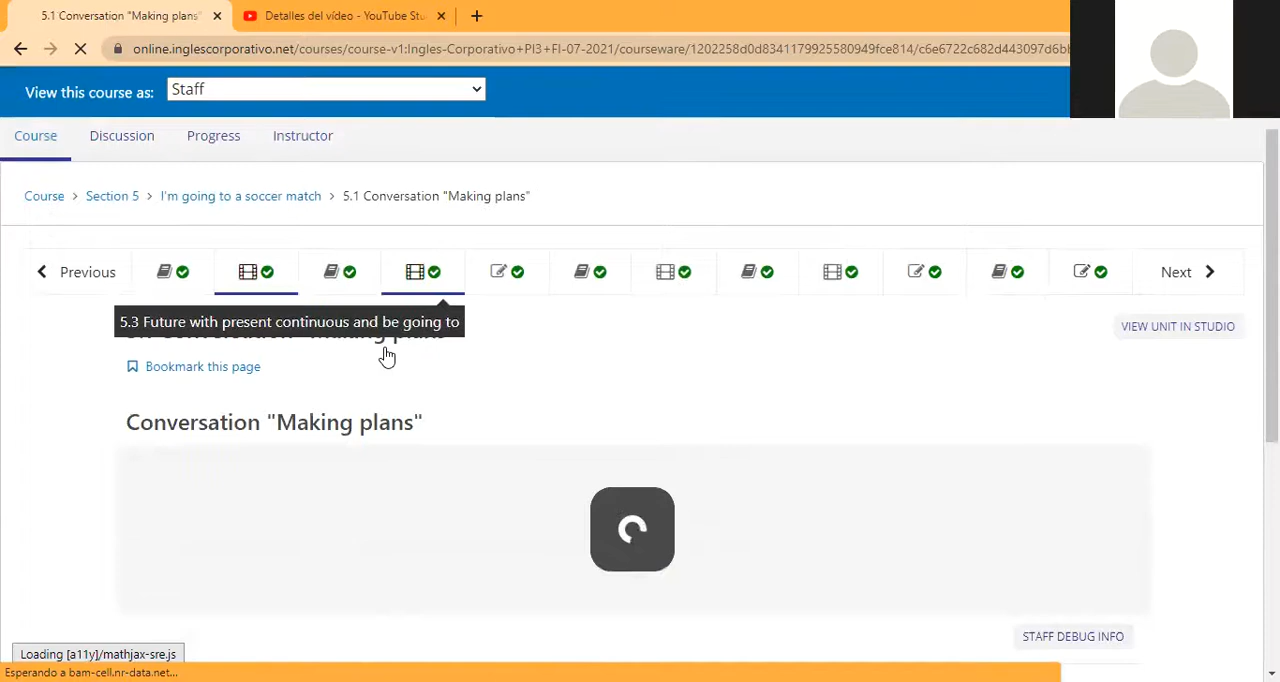 5.1 Conversation "Making plans"
Detalles del vídeo - YouTube Stu
online.inglescorporativo.net/courses/course-v1:Ingles-Corporativo+PI3+FI-07-2021/courseware/1202258d0d8341179925580949fce814/c6e6722c682d443097d6b
View this course as:
Staff
Course
Discussion
Progress
Instructor
Course > Section 5 > I'm going to a soccer match > 5.1 Conversation "Making plans"
Previous
Next
5.3 Future with present continuous and be going to
VIEW UNIT IN STUDIO
Bookmark this page
Conversation "Making plans"
STAFF DEBUG INFO
Loading [a11y]/mathjax-sre.js
Esperando a bam-cell.nr-data.net...